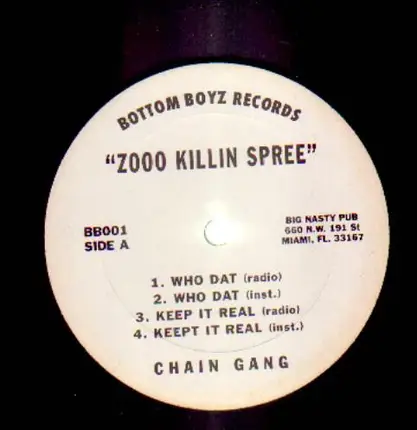 BOTTOM BOYZ RECORDS
"ZOOO KILLIN SPREE"
BB001
SIDE A
BIG NASTY PUB
660 N.W. 191 St
MIAMI, FL. 33167
1. WHO DAT (radio)
2. WHO DAT (inst.)
3. KEEP IT REAL (radio)
4. KEEPT IT REAL (inst.)
CHAIN GANG